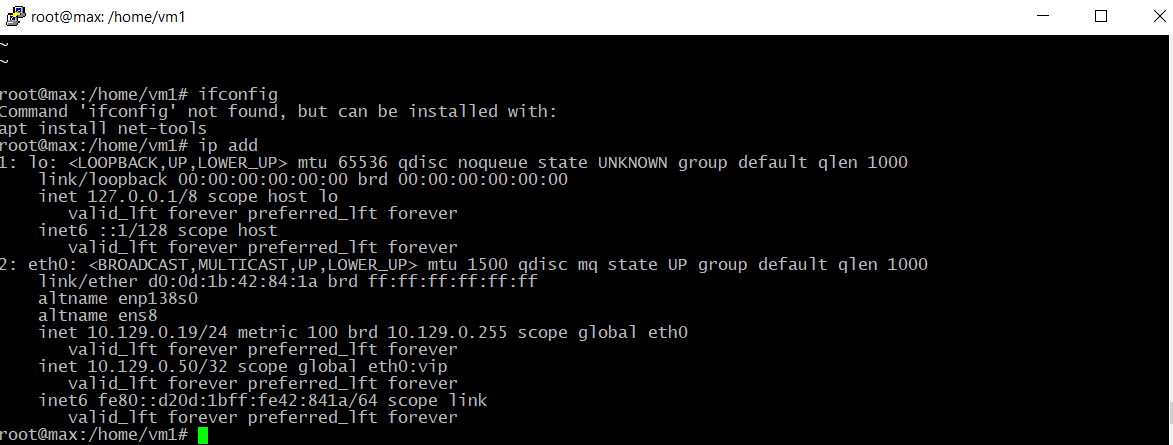 root@max: /home/vm1
~
~
root@max:/home/vm1# ifconfig
Command 'ifconfig' not found, but can be installed with:
apt install net-tools
root@max:/home/vm1# ip add
1: lo: <LOOPBACK,UP,LOWER_UP> mtu 65536 qdisc noqueue state UNKNOWN group default qlen 1000
    link/loopback 00:00:00:00:00:00 brd 00:00:00:00:00:00
    inet 127.0.0.1/8 scope host lo
       valid_lft forever preferred_lft forever
    inet6 ::1/128 scope host
       valid_lft forever preferred_lft forever
2: eth0: <BROADCAST,MULTICAST,UP,LOWER_UP> mtu 1500 qdisc mq state UP group default qlen 1000
    link/ether d0:0d:1b:42:84:1a brd ff:ff:ff:ff:ff:ff
    altname enp138s0
    altname ens8
    inet 10.129.0.19/24 metric 100 brd 10.129.0.255 scope global eth0
       valid_lft forever preferred_lft forever
    inet 10.129.0.50/32 scope global eth0:vip
       valid_lft forever preferred_lft forever
    inet6 fe80::d20d:1bff:fe42:841a/64 scope link
       valid_lft forever preferred_lft forever
root@max:/home/vm1#